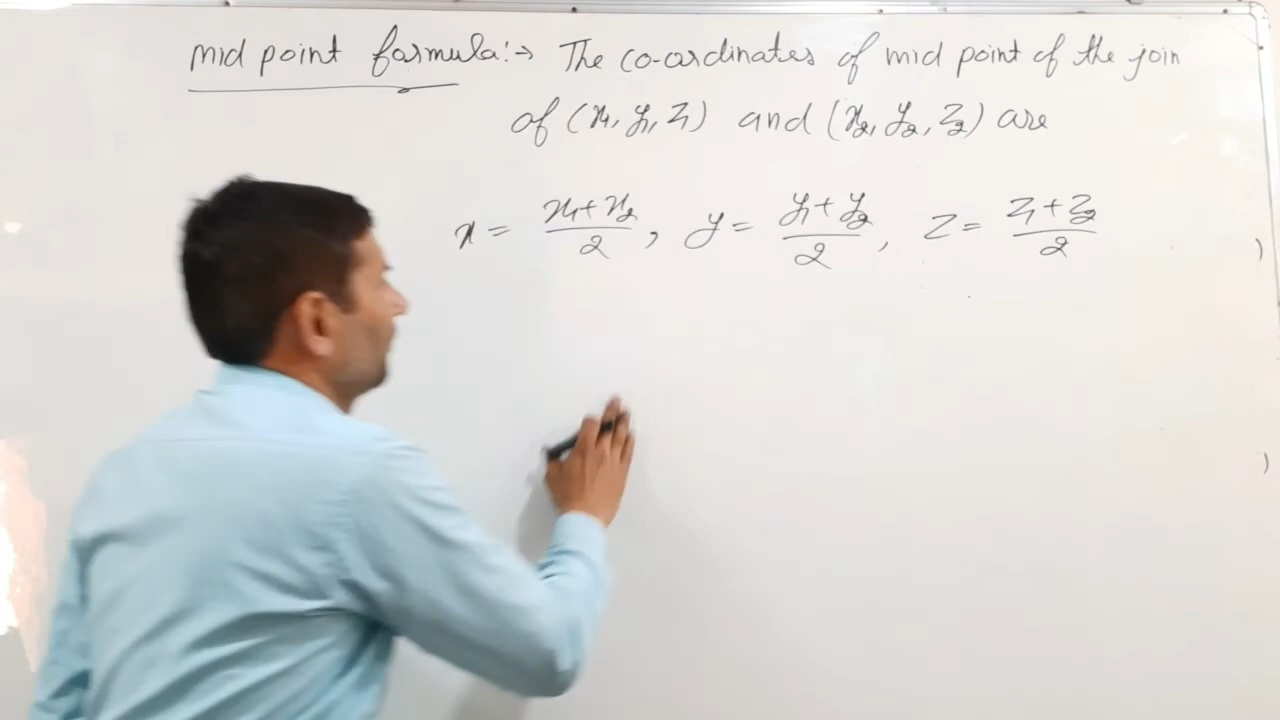 mid point formula:→ The co-ordinates of mid point of the join
of (x₁, y₁, z₁) and (x₂, y₂, z₂) are
x = (x₁ + x₂)/2, y = (y₁ + y₂)/2, z = (z₁ + z₂)/2